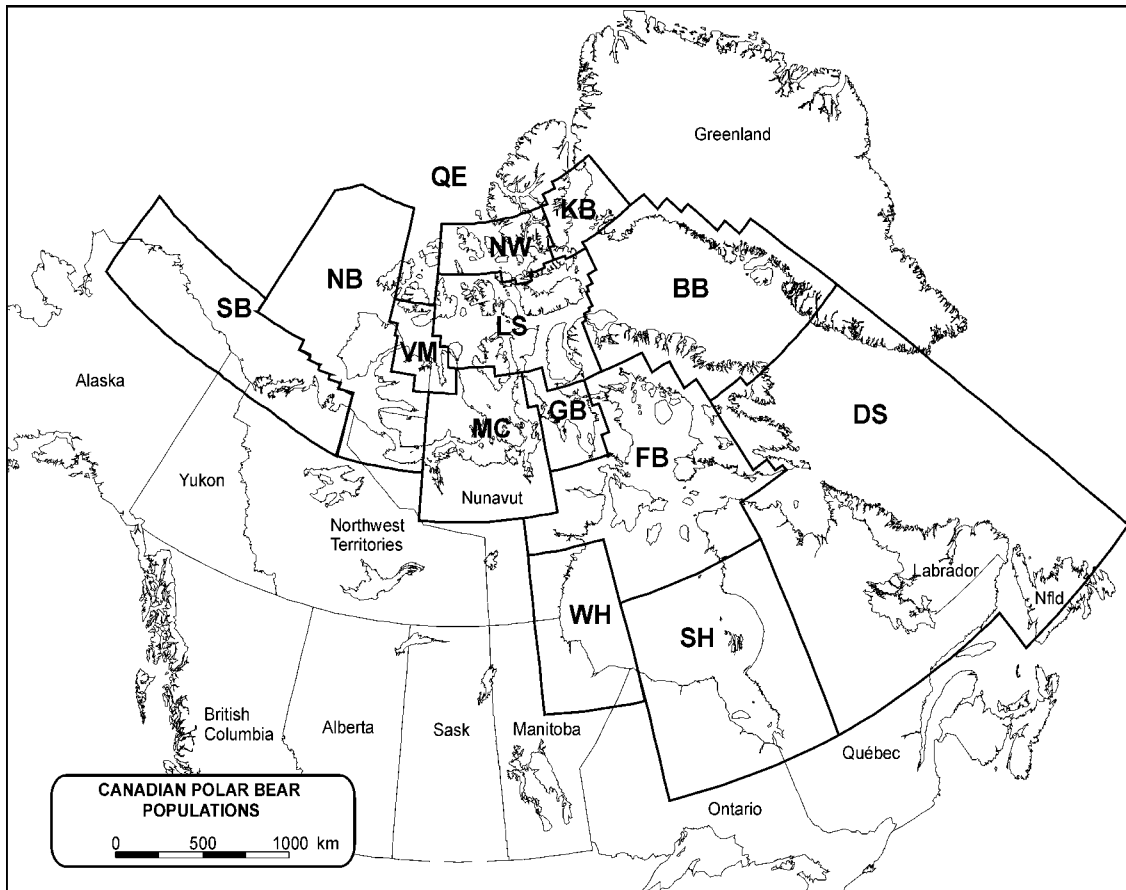 Greenland
QE
KB
NW
NB
BB
SB
LS
VM
Alaska
GB
DS
MC
FB
Yukon
Nunavut
Northwest
Territories
Labrador
Nfld
WH
SH
British
Columbia
Alberta
Sask
Manitoba
Québec
Ontario
CANADIAN POLAR BEAR
POPULATIONS
0 500 1000 km